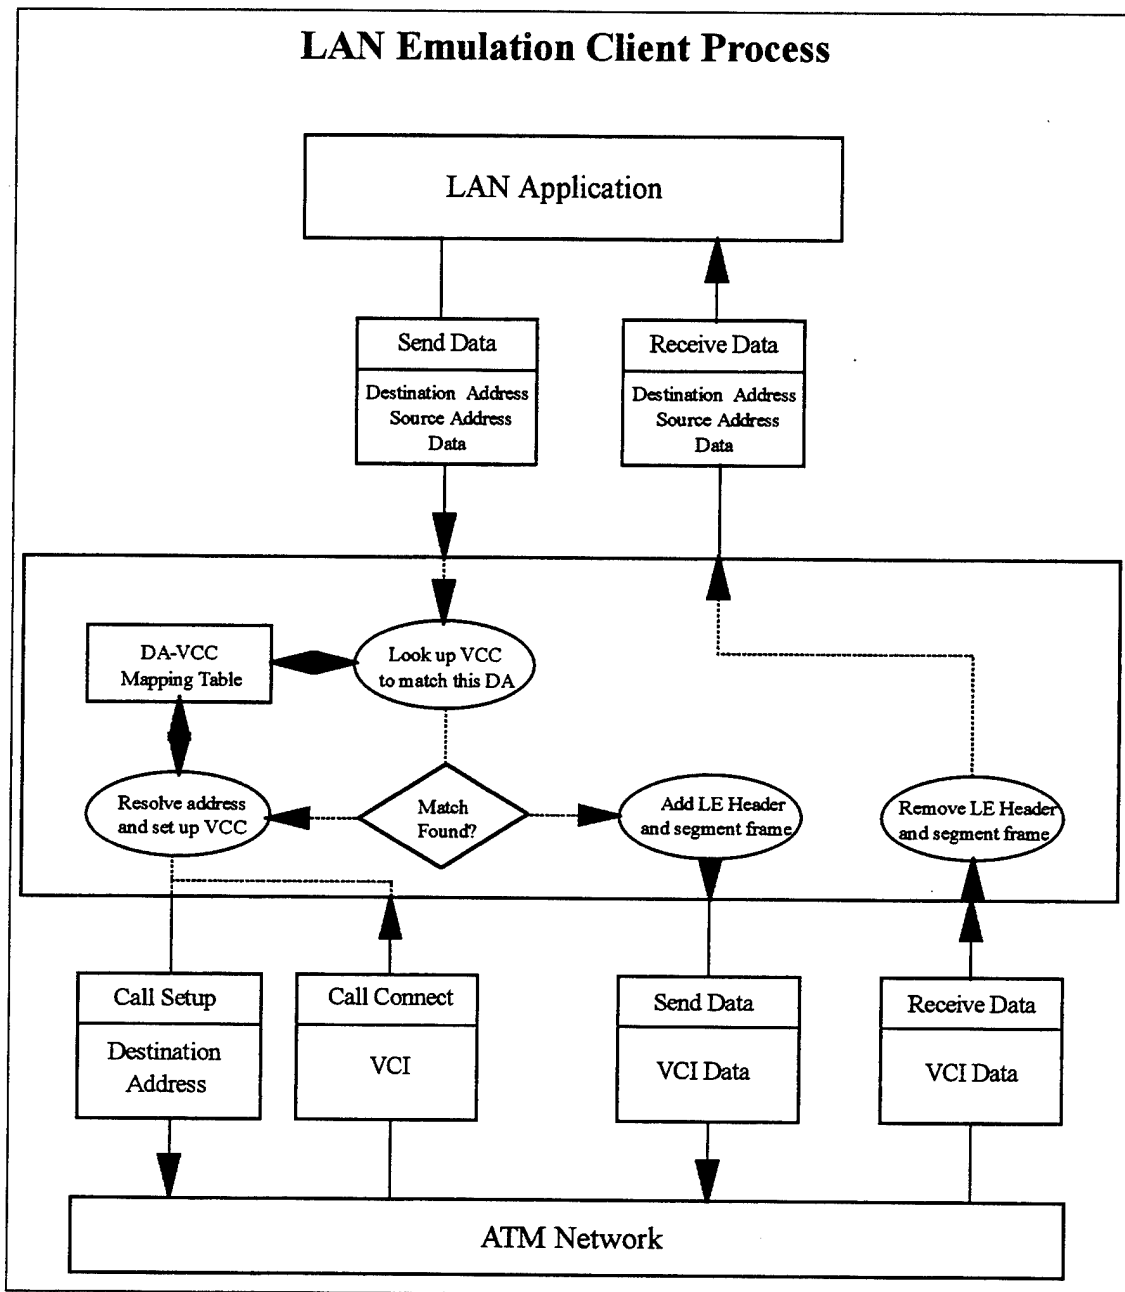 LAN Emulation Client Process
LAN Application
Send Data
Destination Address
Source Address
Data
Receive Data
Destination Address
Source Address
Data
DA-VCC
Mapping Table
Look up VCC
to match this DA
Resolve address
and set up VCC
Match
Found?
Add LE Header
and segment frame
Remove LE Header
and segment frame
Call Setup
Destination
Address
Call Connect
VCI
Send Data
VCI Data
Receive Data
VCI Data
ATM Network